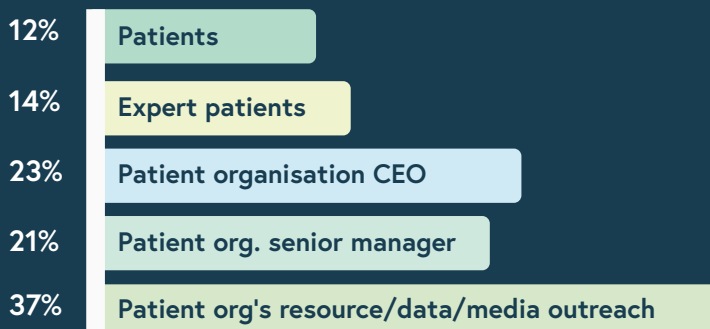 12% Patients
14% Expert patients
23% Patient organisation CEO
21% Patient org. senior manager
37% Patient org's resource/data/media outreach